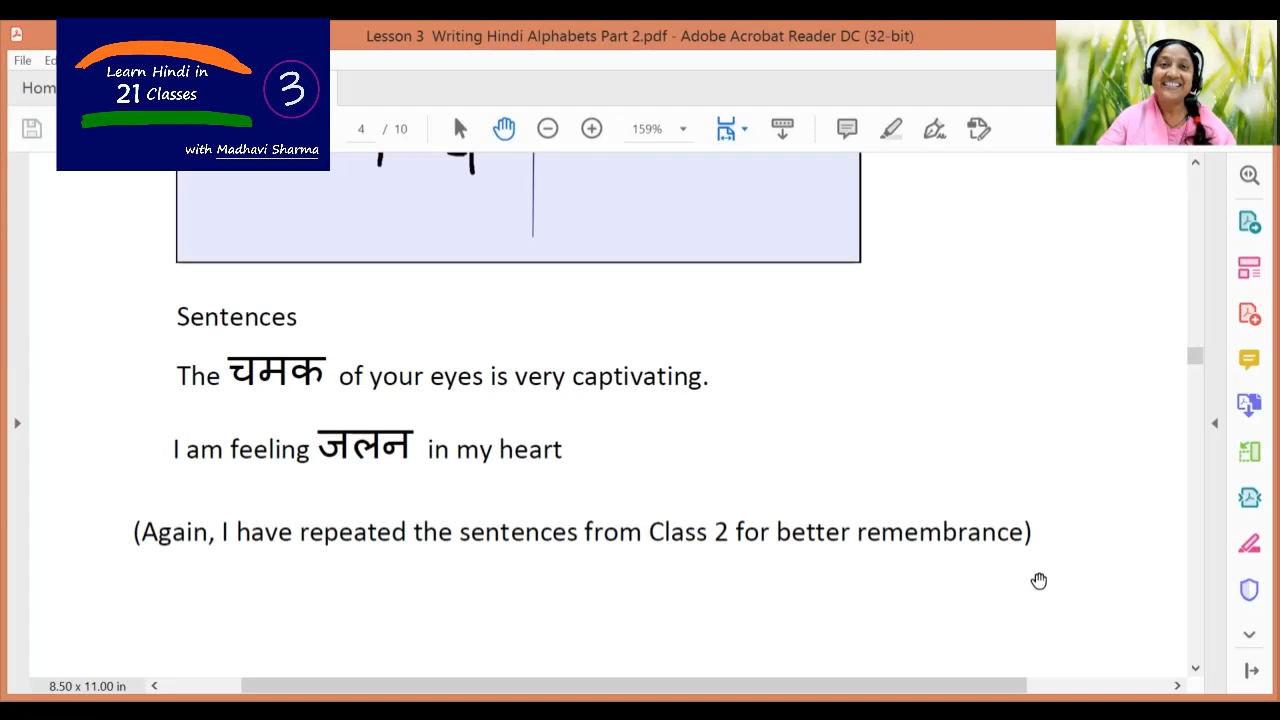 Lesson 3 Writing Hindi Alphabets Part 2.pdf - Adobe Acrobat Reader DC (32-bit)
File
Learn Hindi in
21 Classes
3
with Madhavi Sharma
4 / 10
159%
Sentences
The चमक of your eyes is very captivating.
I am feeling जलन in my heart
(Again, I have repeated the sentences from Class 2 for better remembrance)
8.50 x 11.00 in